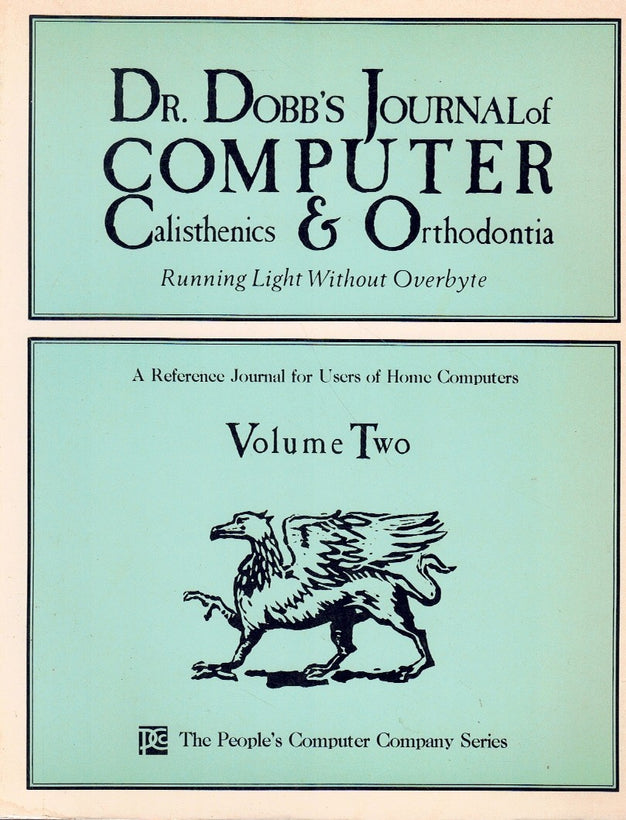 DR. DOBB'S JOURNAL of
COMPUTER
Calisthenics & Orthodontia
Running Light Without Overbyte
A Reference Journal for Users of Home Computers
Volume Two
pcc The People's Computer Company Series